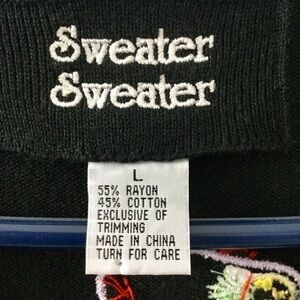 Sweater
Sweater
L
55% RAYON
45% COTTON
EXCLUSIVE OF
TRIMMING
MADE IN CHINA
TURN FOR CARE